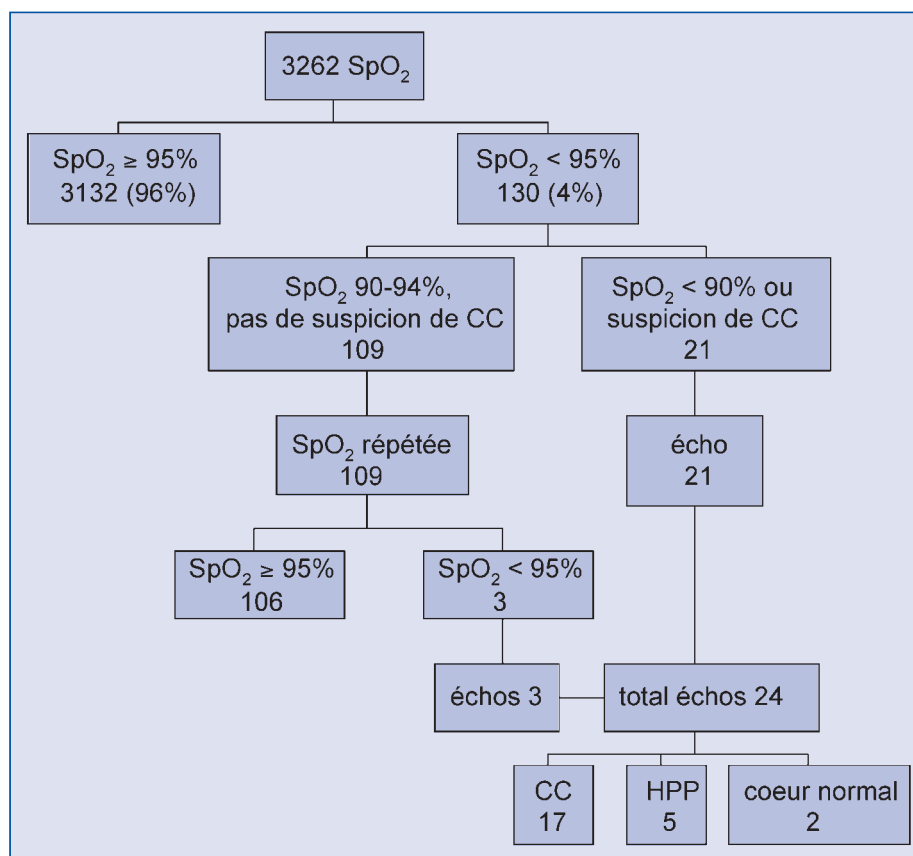 3262 SpO₂
SpO₂ ≥ 95%
3132 (96%)
SpO₂ < 95%
130 (4%)
SpO₂ 90-94%,
pas de suspicion de CC
109
SpO₂ < 90% ou
suspicion de CC
21
SpO₂ répétée
109
écho
21
SpO₂ ≥ 95%
106
SpO₂ < 95%
3
échos 3
total échos 24
CC
17
HPP
5
coeur normal
2